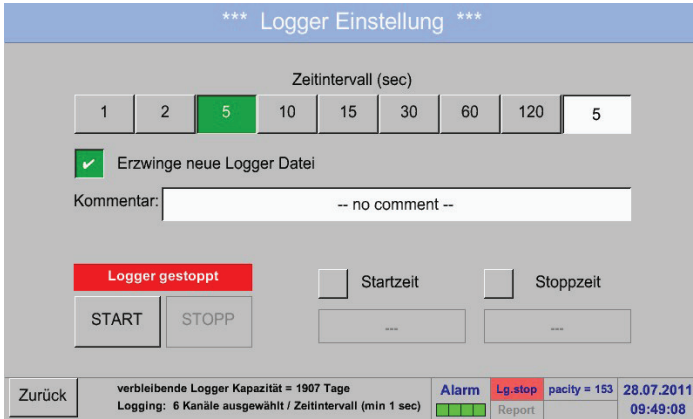 *** Logger Einstellung ***
Zeitintervall (sec)
1 2 5 10 15 30 60 120 5
Erzwinge neue Logger Datei
Kommentar: -- no comment --
Logger gestoppt
Startzeit
Stoppzeit
START STOPP --- ---
Zurück
verbleibende Logger Kapazität = 1907 Tage
Logging: 6 Kanäle ausgewählt / Zeitintervall (min 1 sec)
Alarm
Lg.stop
Report
pacity = 153
28.07.2011
09:49:08